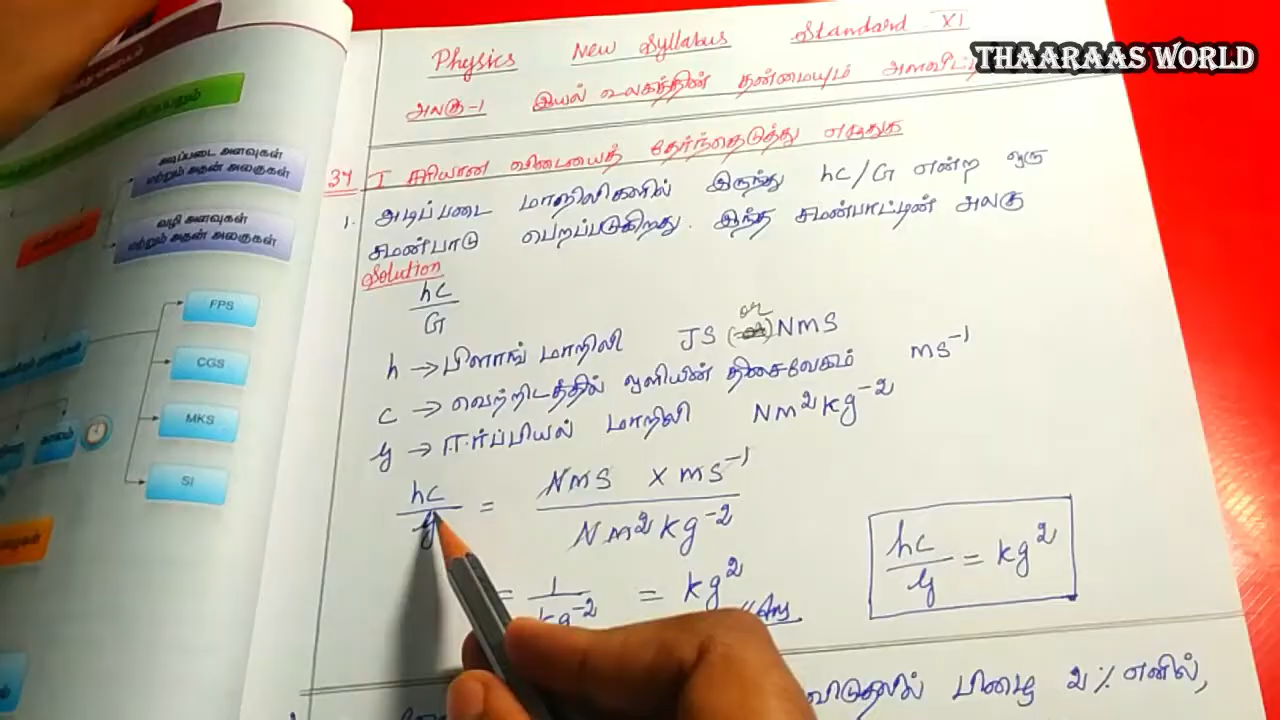 THAARAAS WORLD
அடிப்படை அளவுகள்
மற்றும் அதன் அலகுகள்
வழி அளவுகள்
மற்றும் அதன் அலகுகள்
FPS
CGS
MKS
SI
Physics New Syllabus Standard XI
அலகு-1 இயல் உலகத்தின் தன்மையும்
34 I சரியான விடையைத் தேர்ந்தெடுத்து எழுதுக
1. அடிப்படை மாறிலிகளில் இருந்து hc/G என்ற ஒரு
சமன்பாடு பெறப்படுகிறது. இந்த சமன்பாட்டின் அலகு
Solution
hc
G
h → பிளாங் மாறிலி JS (or) NmS
C → வெற்றிடத்தில் ஒளியின் திசைவேகம் ms⁻¹
G → ஈர்ப்பியல் மாறிலி Nm²kg⁻²
hc/G = NmS × mS⁻¹
Nm²kg⁻²
= 1/kg⁻² = kg² // Ans
hc/G = kg²
பிழை 2% எனில்,